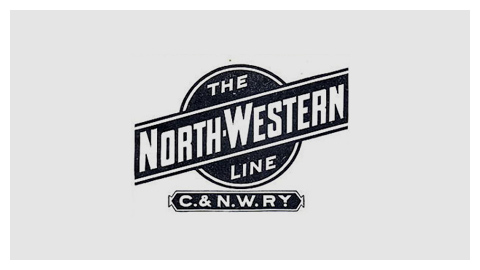 THE
NORTH-WESTERN
LINE
C. & N. W. RY